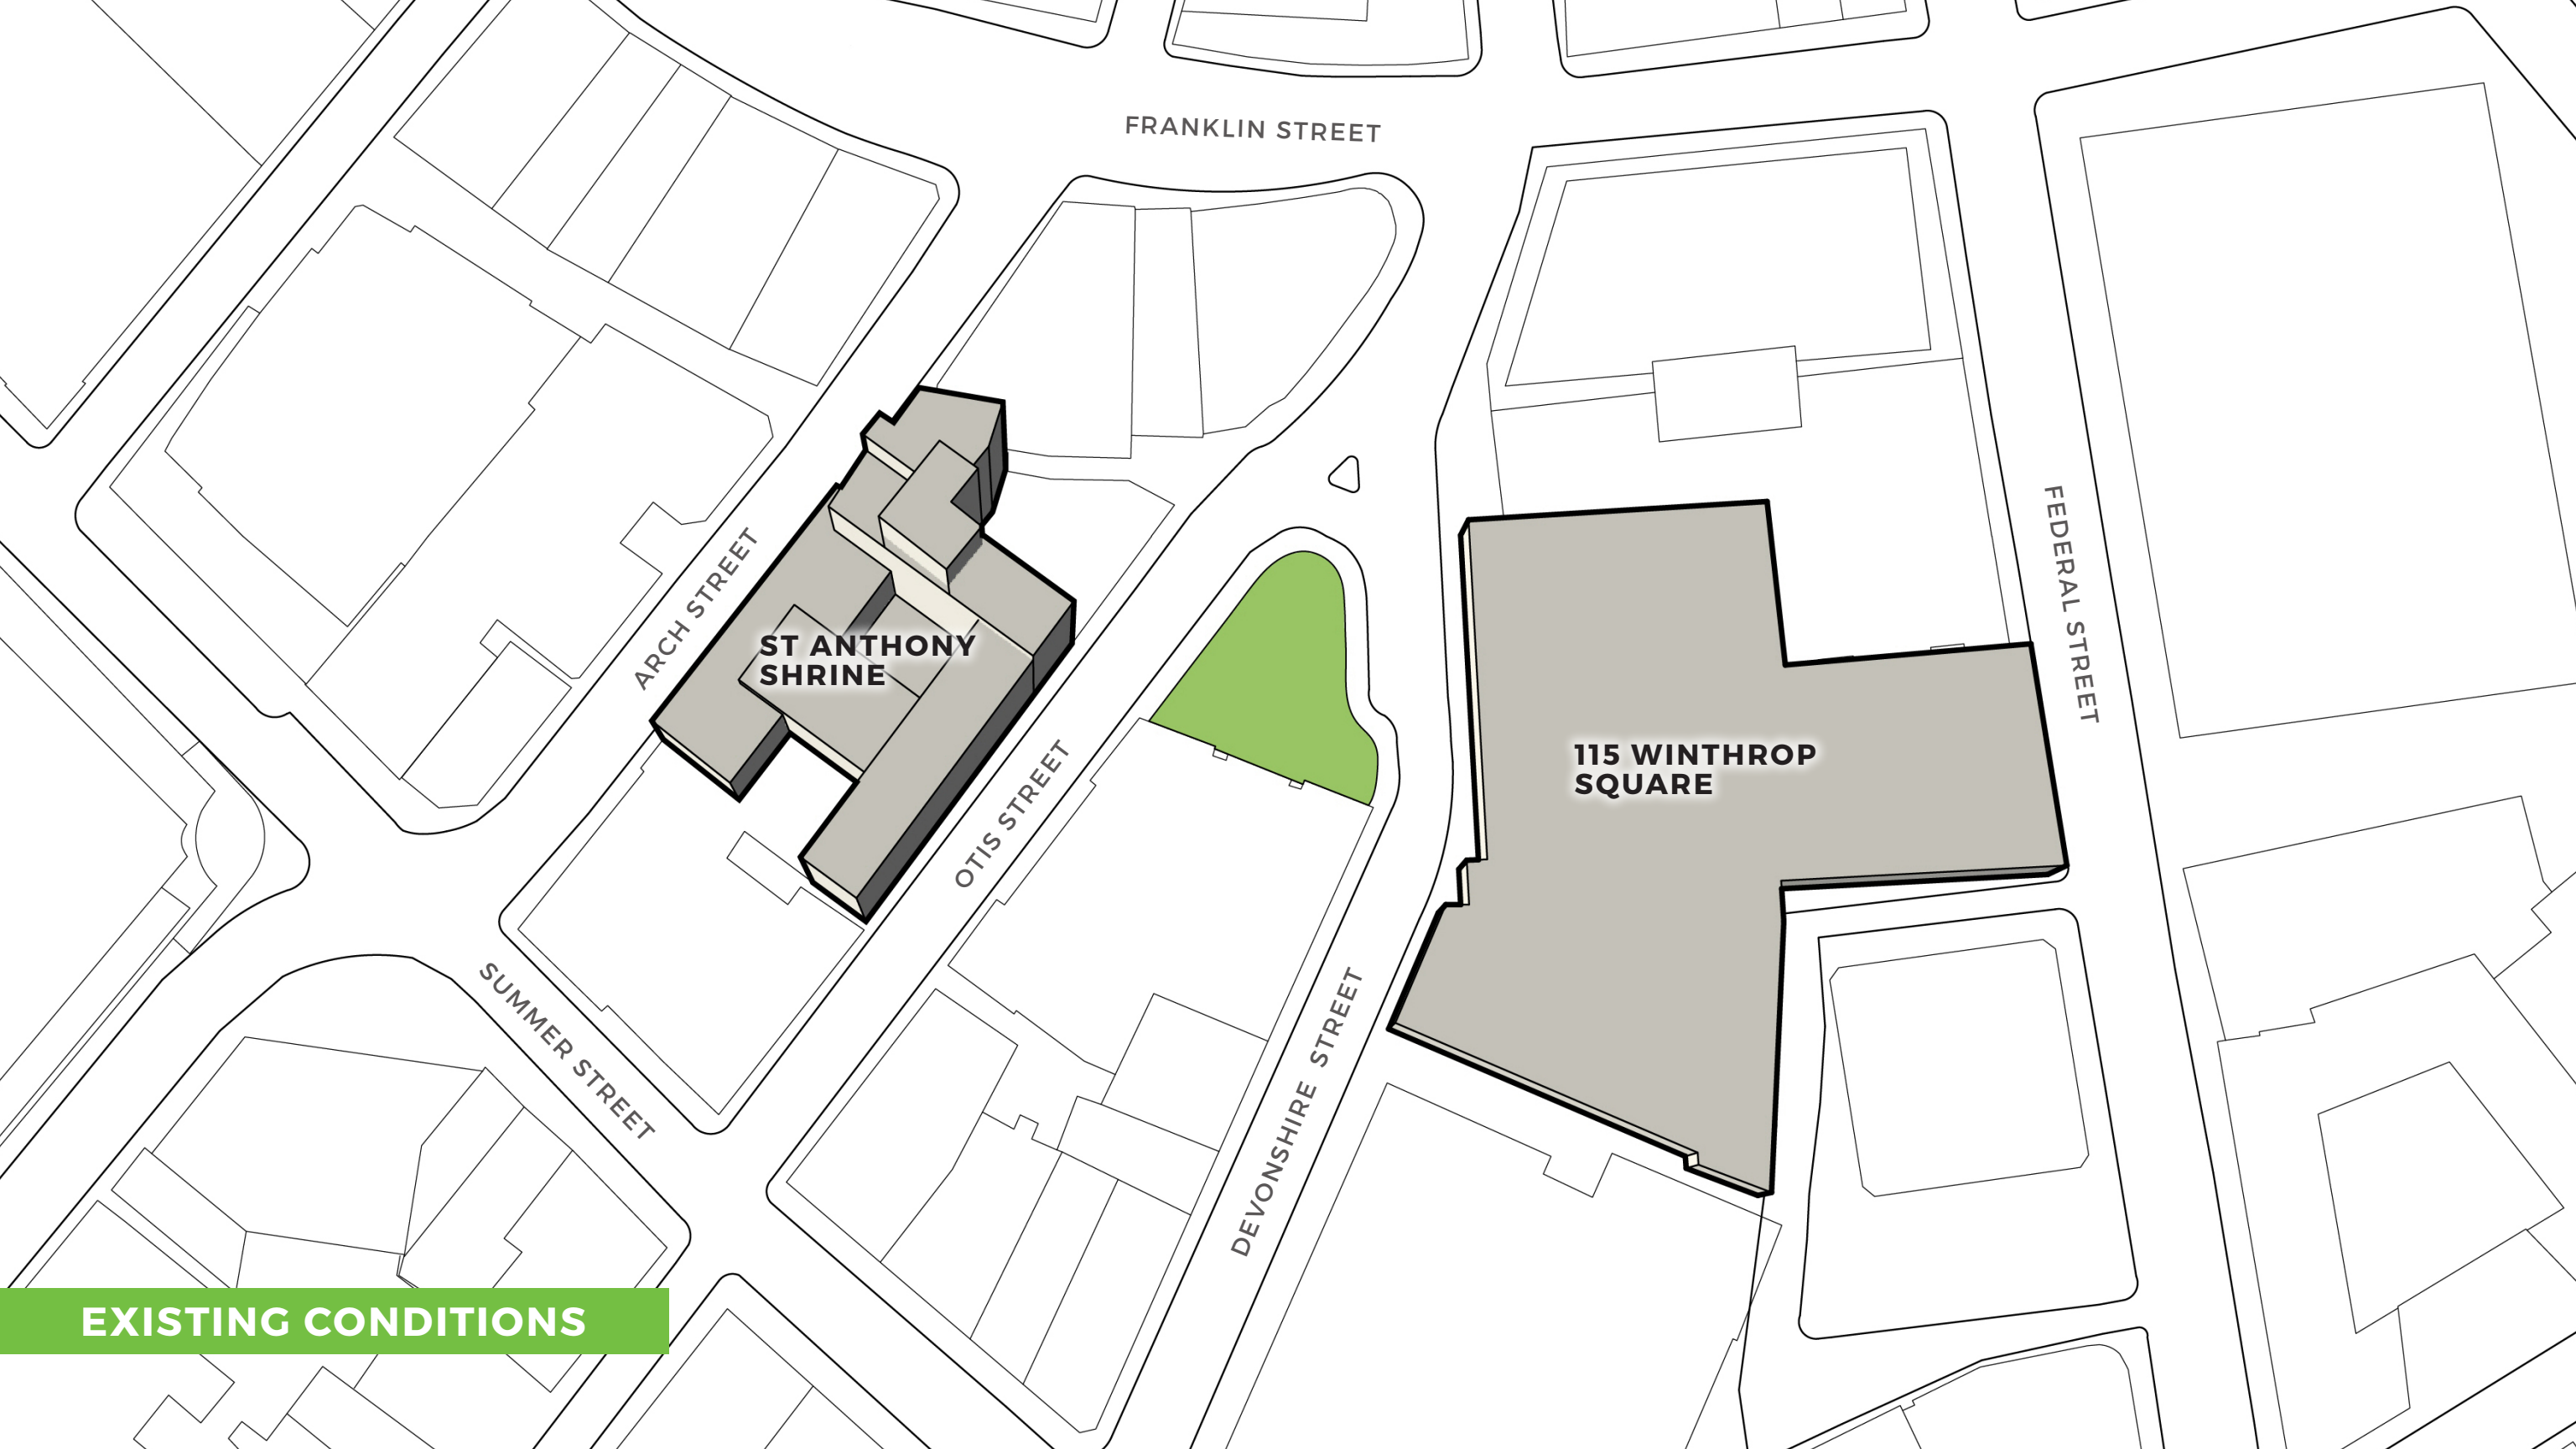 FRANKLIN STREET
ARCH STREET
ST ANTHONY
SHRINE
FEDERAL STREET
115 WINTHROP
SQUARE
OTIS STREET
SUMMER STREET
DEVONSHIRE STREET
EXISTING CONDITIONS